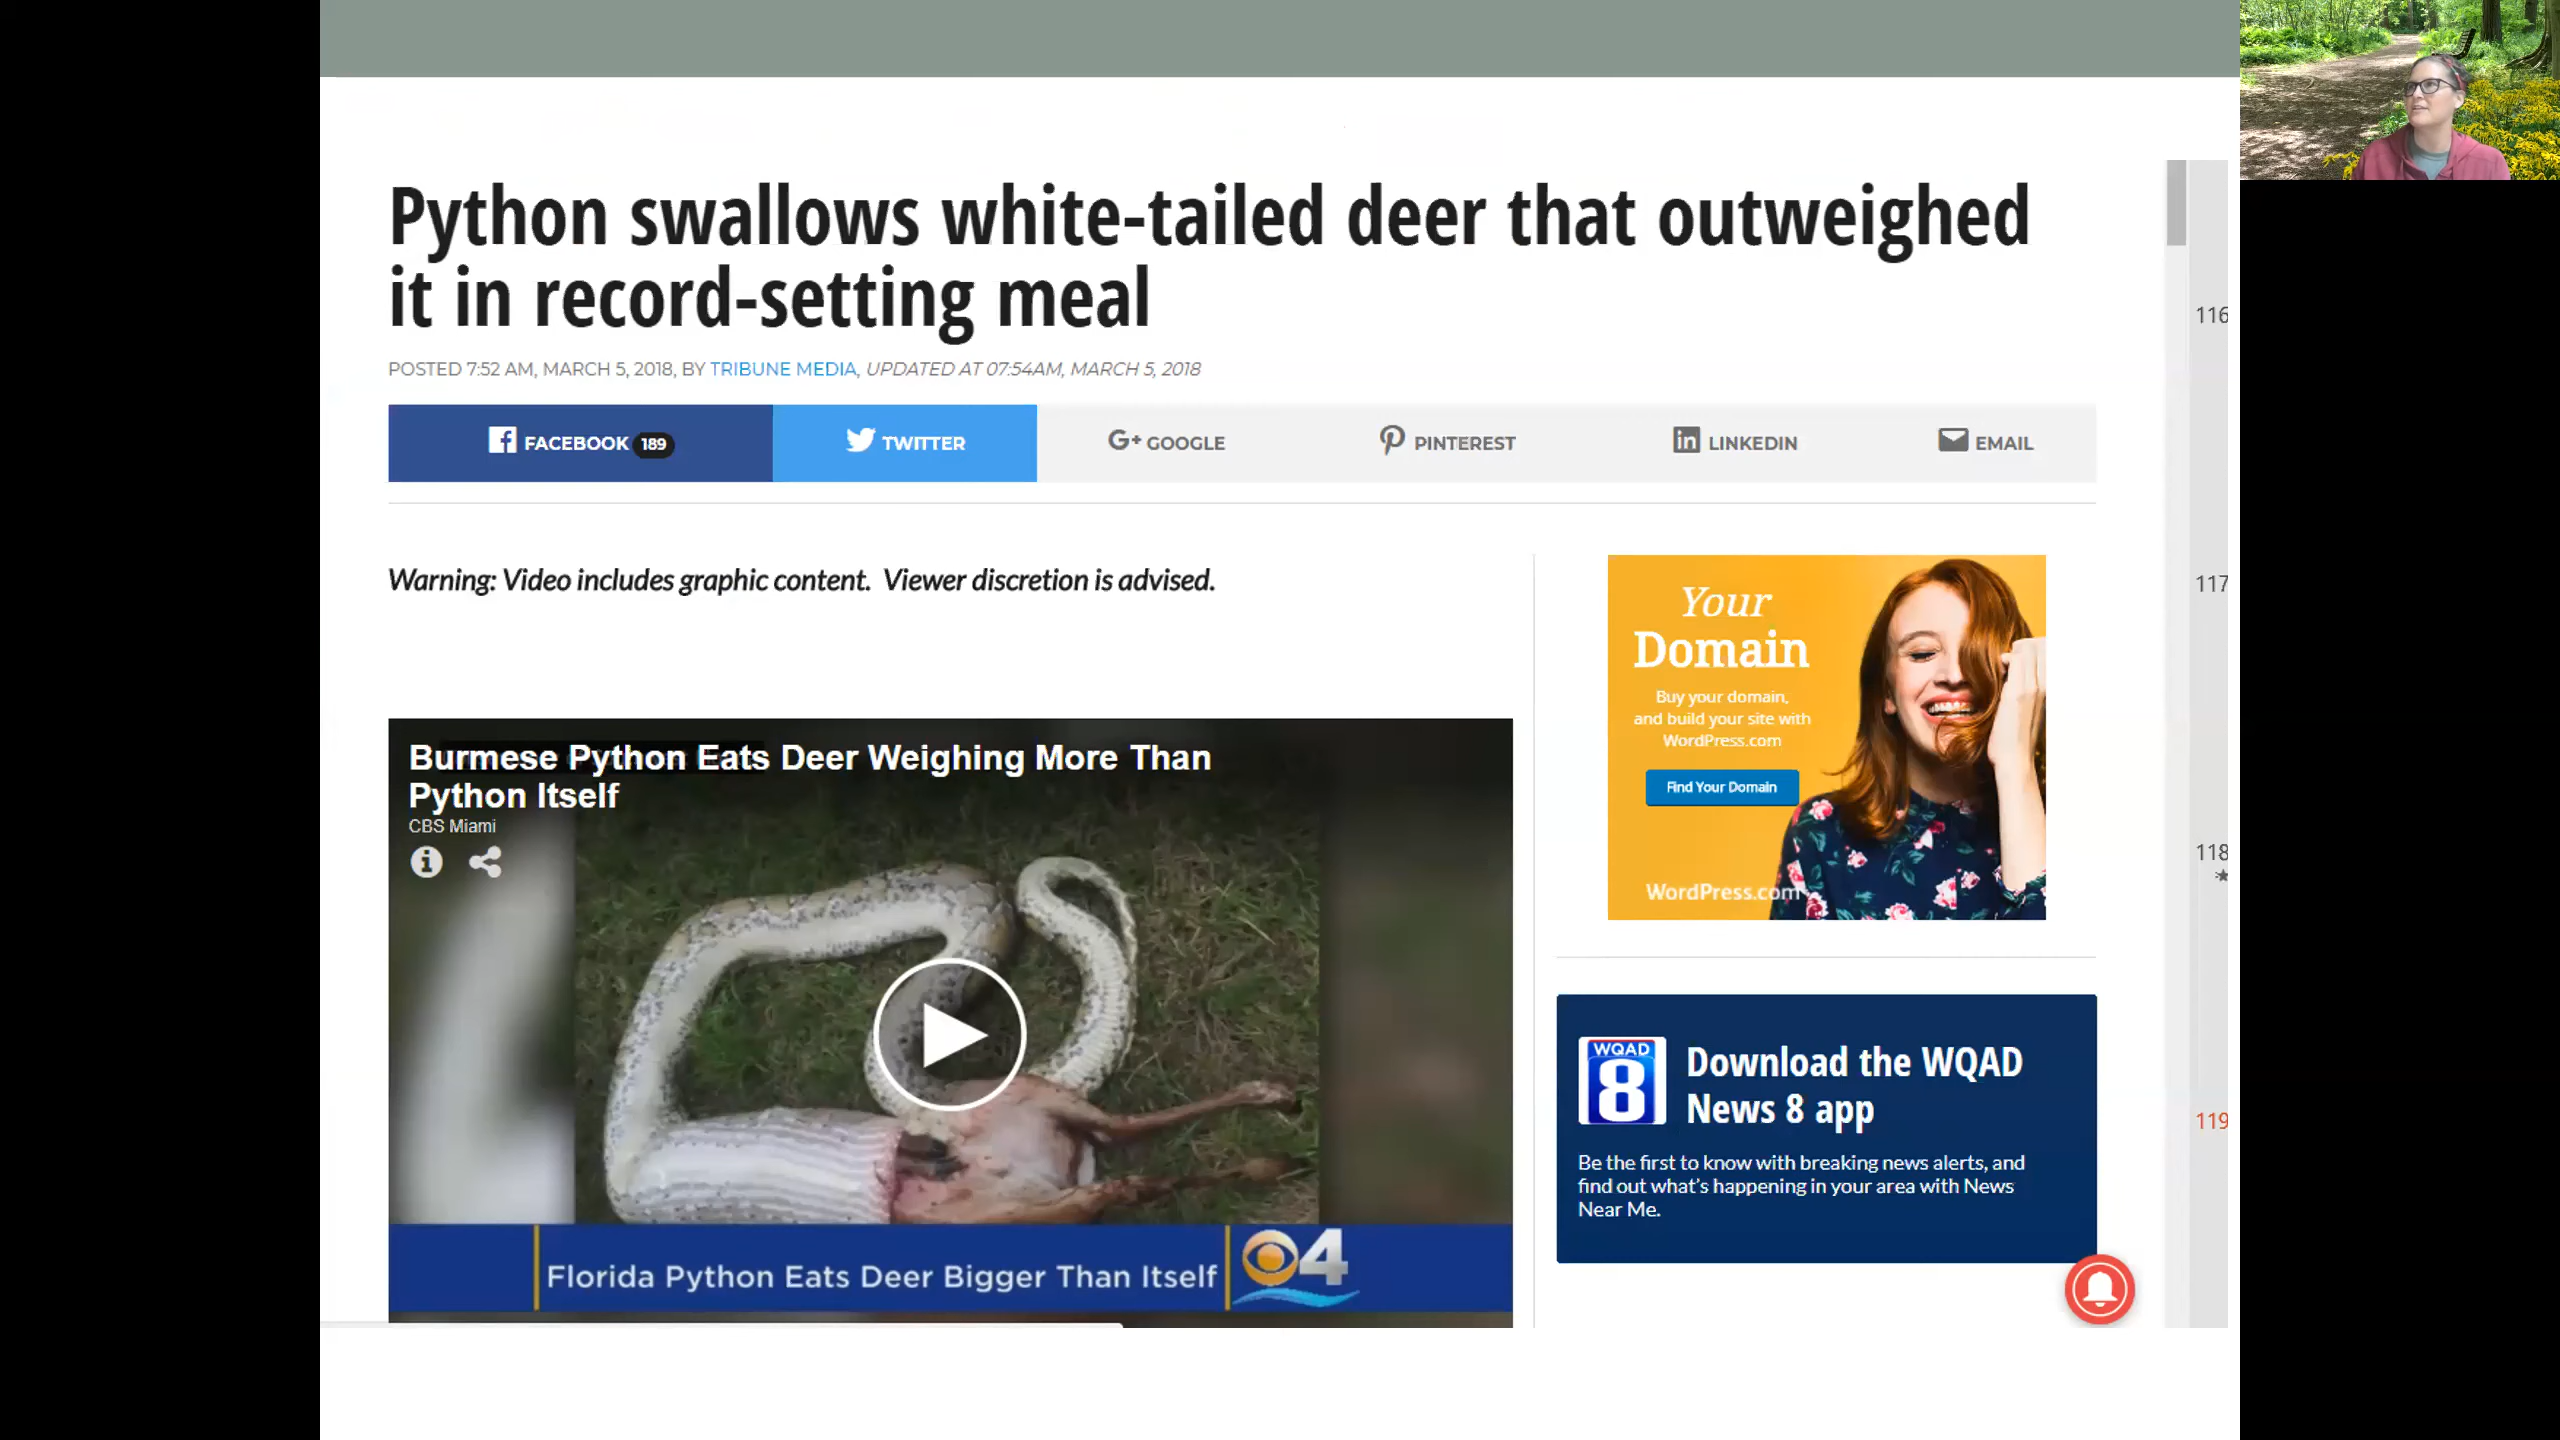 Python swallows white-tailed deer that outweighed
it in record-setting meal
POSTED 7:52 AM, MARCH 5, 2018, BY TRIBUNE MEDIA, UPDATED AT 07:54AM, MARCH 5, 2018
FACEBOOK 189
TWITTER
G+ GOOGLE
PINTEREST
in LINKEDIN
EMAIL
Warning: Video includes graphic content.  Viewer discretion is advised.
Burmese Python Eats Deer Weighing More Than
Python Itself
CBS Miami
Florida Python Eats Deer Bigger Than Itself
4
Your
Domain
Buy your domain,
and build your site with
WordPress.com
Find Your Domain
WordPress.com
WQAD
8
Download the WQAD
News 8 app
Be the first to know with breaking news alerts, and
find out what's happening in your area with News
Near Me.
116
117
118
119